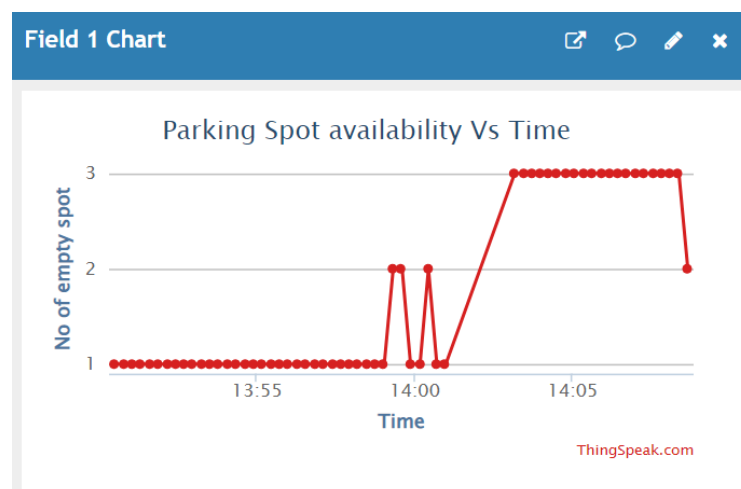 Field 1 Chart
Parking Spot availability Vs Time
No of empty spot
3
2
1
13:55 14:00 14:05
Time
ThingSpeak.com